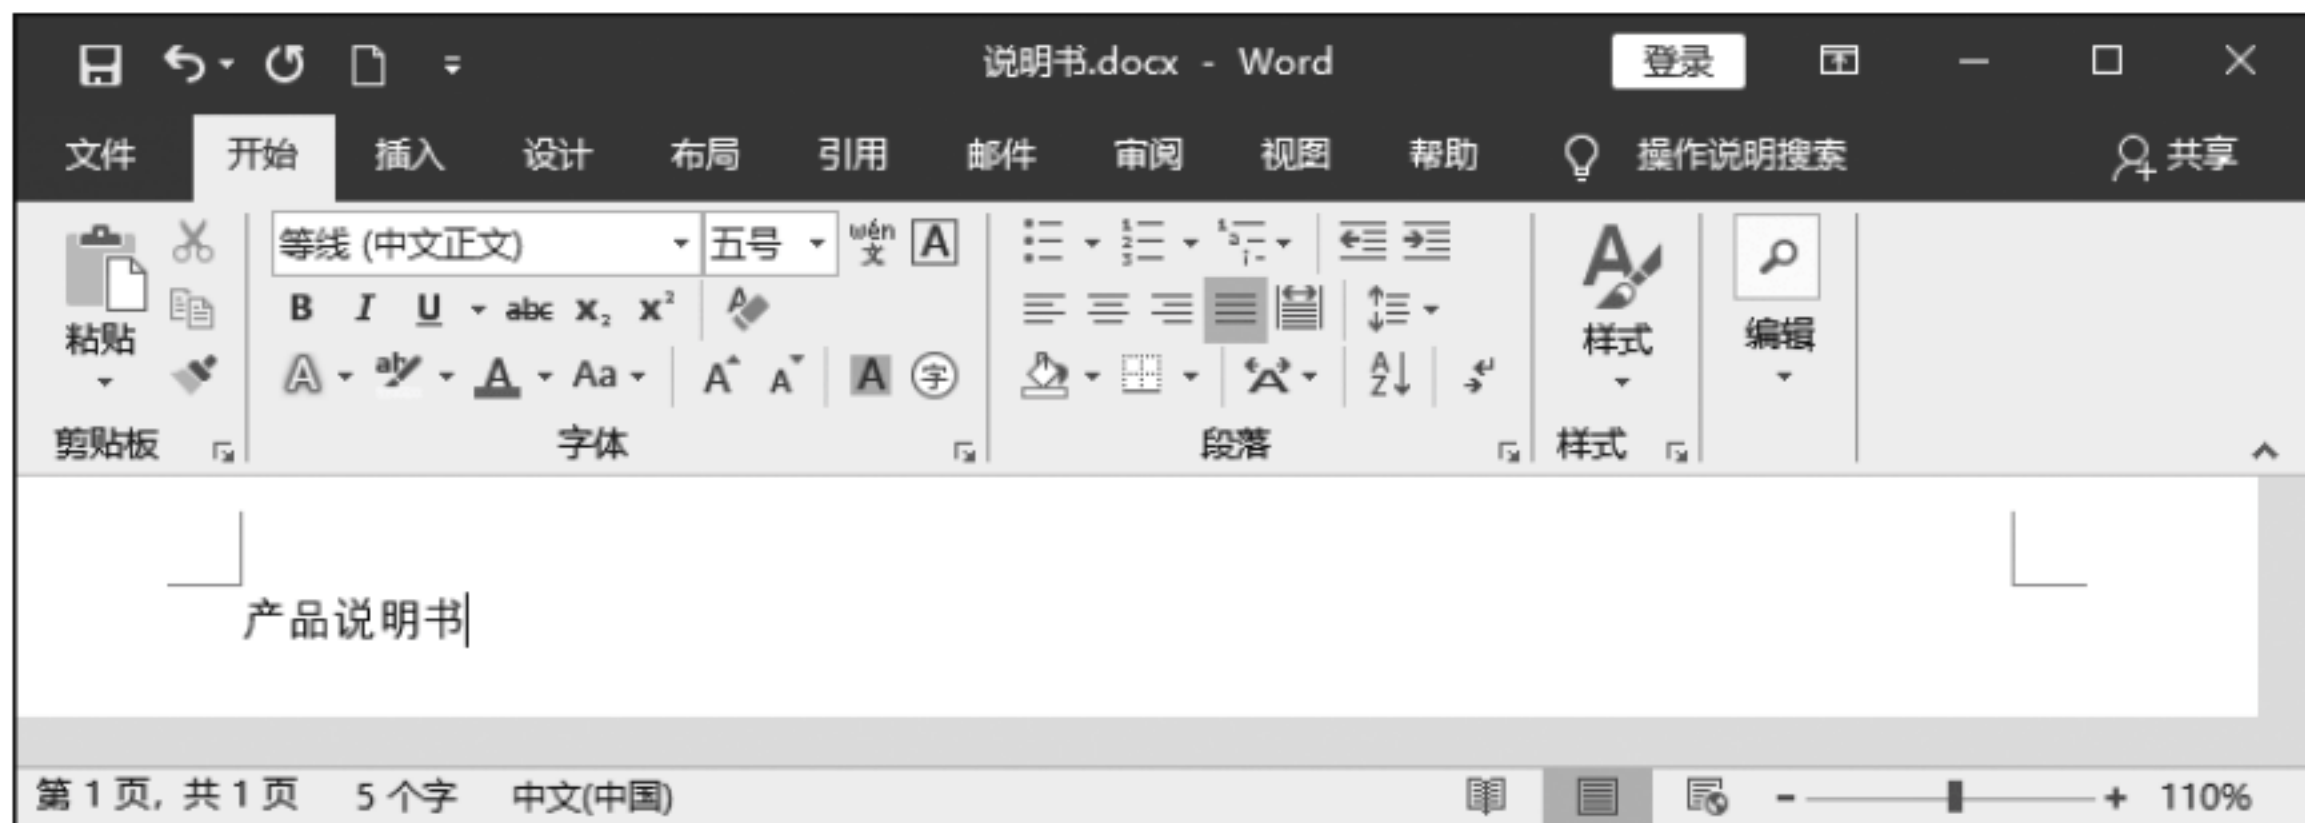 说明书.docx - Word 登录
文件 开始 插入 设计 布局 引用 邮件 审阅 视图 帮助 操作说明搜索 共享
等线 (中文正文) 五号 wén 文 A
B I U abc x₂ x² A
粘贴 样式 编辑
A aby A Aa A A A 字 A A Z
剪贴板 字体 段落 样式
产品说明书
第 1 页, 共 1 页 5 个字 中文(中国) 110%